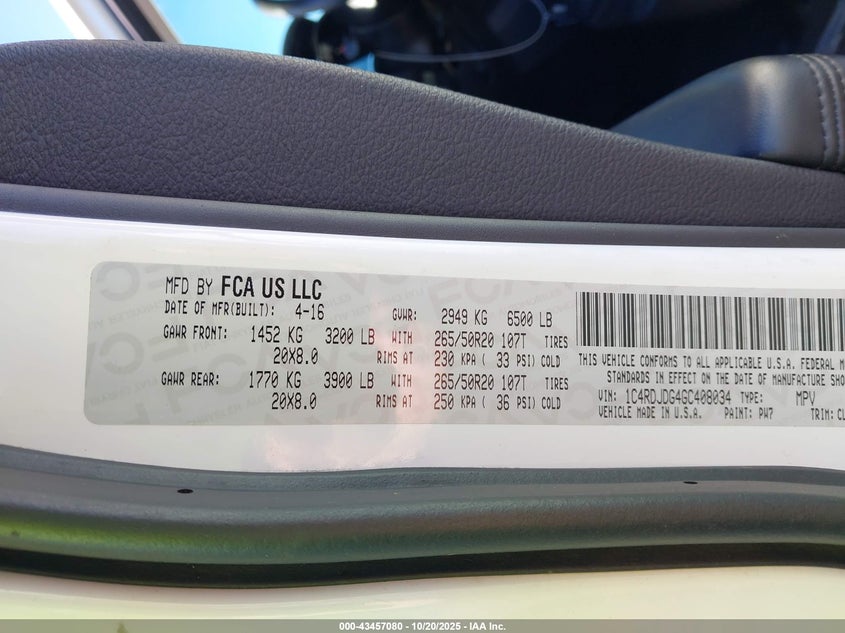 MFD BY FCA US LLC
DATE OF MFR(BUILT): 4-16 GVWR: 2949 KG 6500 LB
GAWR FRONT: 1452 KG 3200 LB WITH 265/50R20 107T TIRES
20X8.0 RIMS AT 230 KPA ( 33 PSI) COLD
GAWR REAR: 1770 KG 3900 LB WITH 265/50R20 107T TIRES
20X8.0 RIMS AT 250 KPA ( 36 PSI) COLD
THIS VEHICLE CONFORMS TO ALL APPLICABLE U.S.A. FEDERAL M
STANDARDS IN EFFECT ON THE DATE OF MANUFACTURE SHO
VIN: 1C4RDJDG4GC408034 TYPE: MPV
VEHICLE MADE IN U.S.A. PAINT: PW7 TRIM: CL
000-43457080 - 10/20/2025 - IAA Inc.